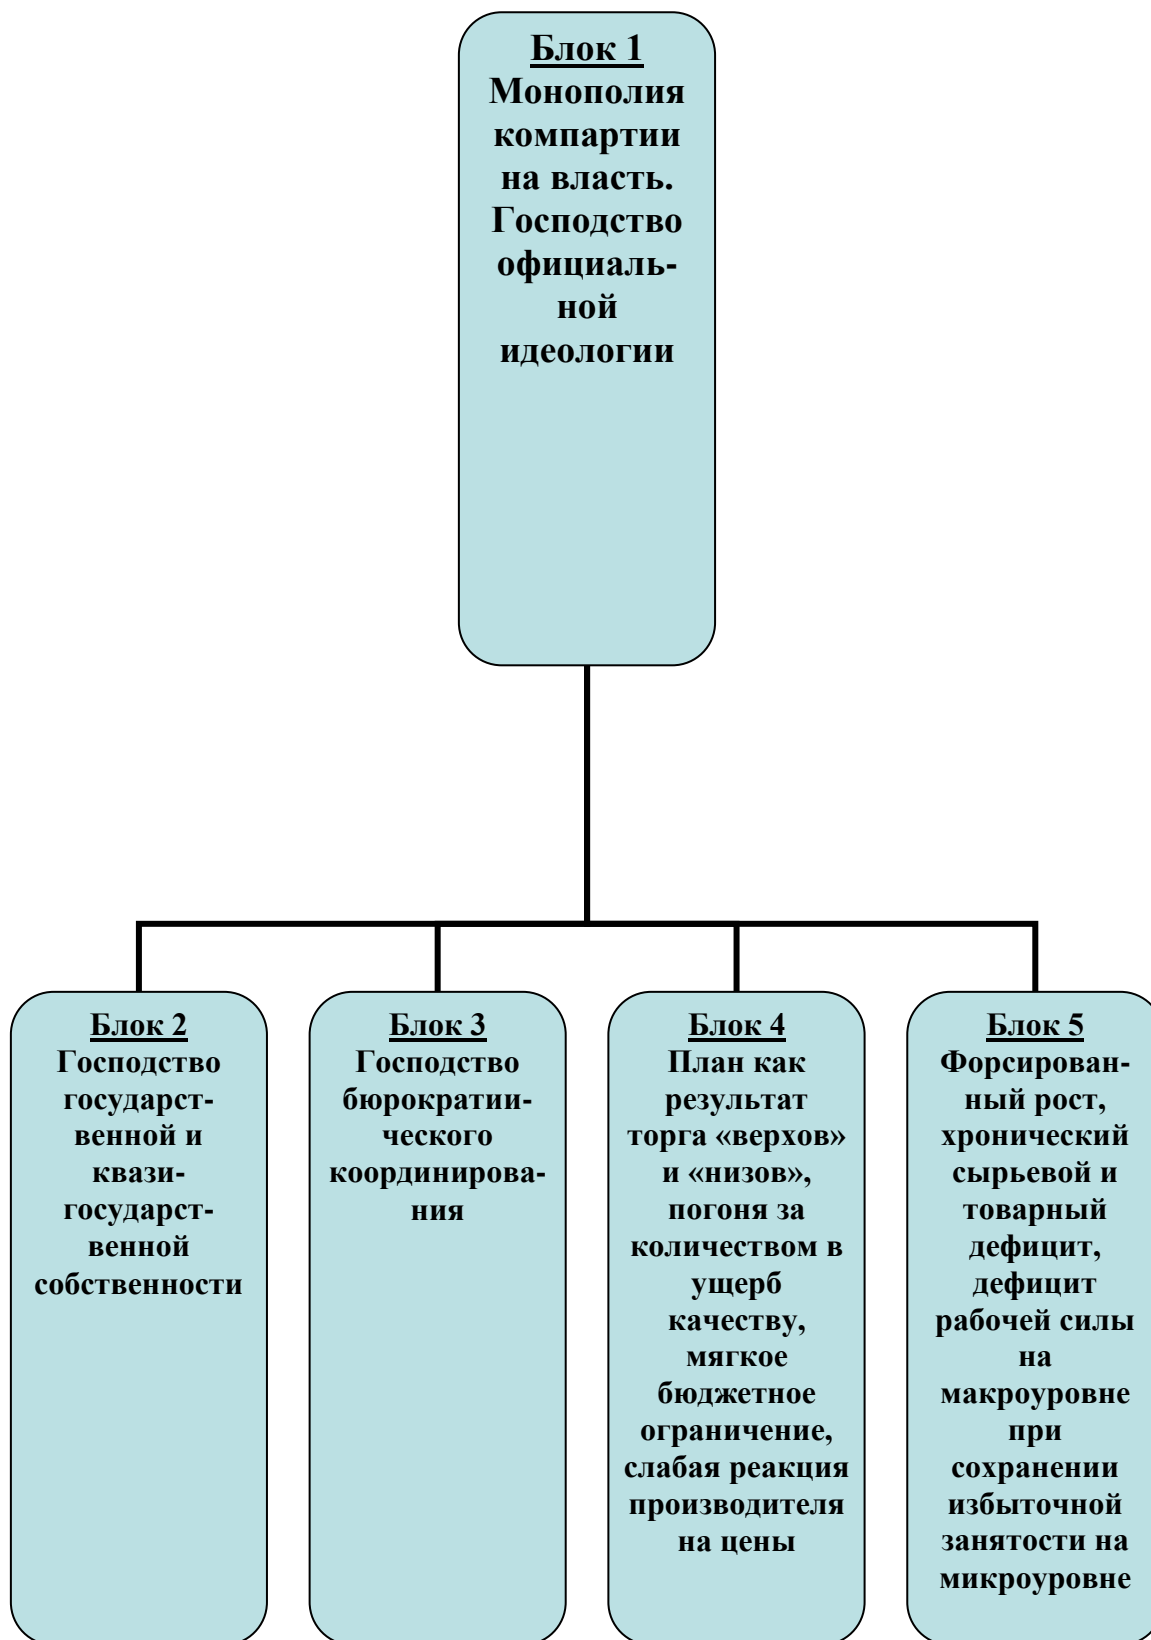 Блок 1
Монополия
компартии
на власть.
Господство
официаль-
ной
идеологии
Блок 2
Господство
государст-
венной и
квази-
государст-
венной
собственности
Блок 3
Господство
бюрократии-
ческого
координирова-
ния
Блок 4
План как
результат
торга «верхов»
и «низов»,
погоня за
количеством в
ущерб
качеству,
мягкое
бюджетное
ограничение,
слабая реакция
производителя
на цены
Блок 5
Форсирован-
ный рост,
хронический
сырьевой и
товарный
дефицит,
дефицит
рабочей силы
на
макроуровне
при
сохранении
избыточной
занятости на
микроуровне